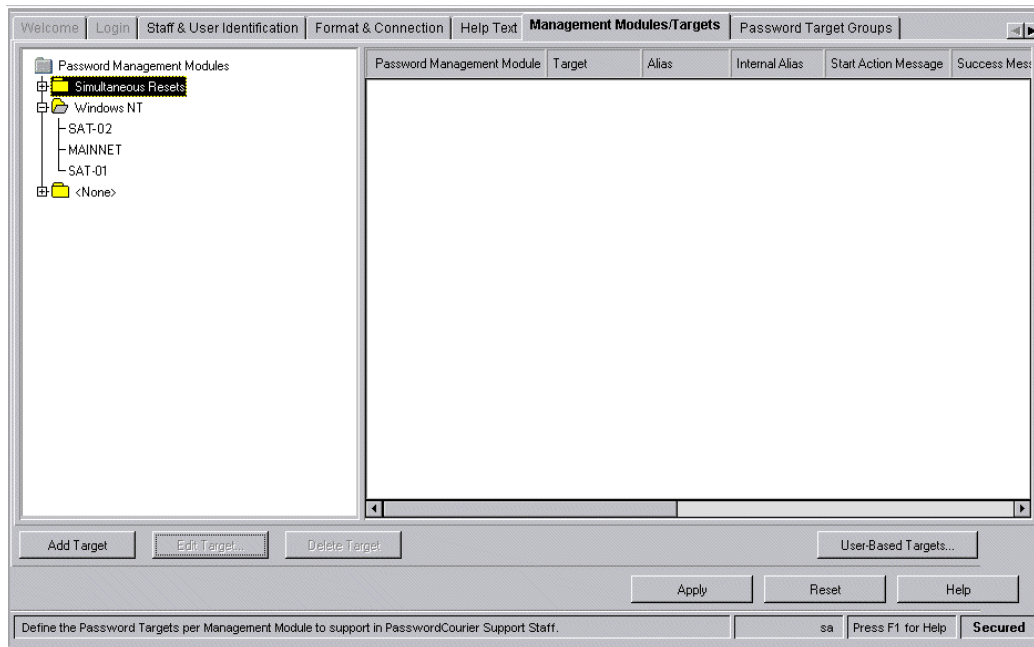 Welcome Login Staff & User Identification Format & Connection Help Text Management Modules/Targets Password Target Groups
Password Management Modules
Simultaneous Resets
Windows NT
SAT-02
MAINNET
SAT-01
<None>
Password Management Module Target Alias Internal Alias Start Action Message Success Mess
Add Target Edit Target... Delete Target User-Based Targets...
Apply Reset Help
Define the Password Targets per Management Module to support in PasswordCourier Support Staff. sa Press F1 for Help Secured